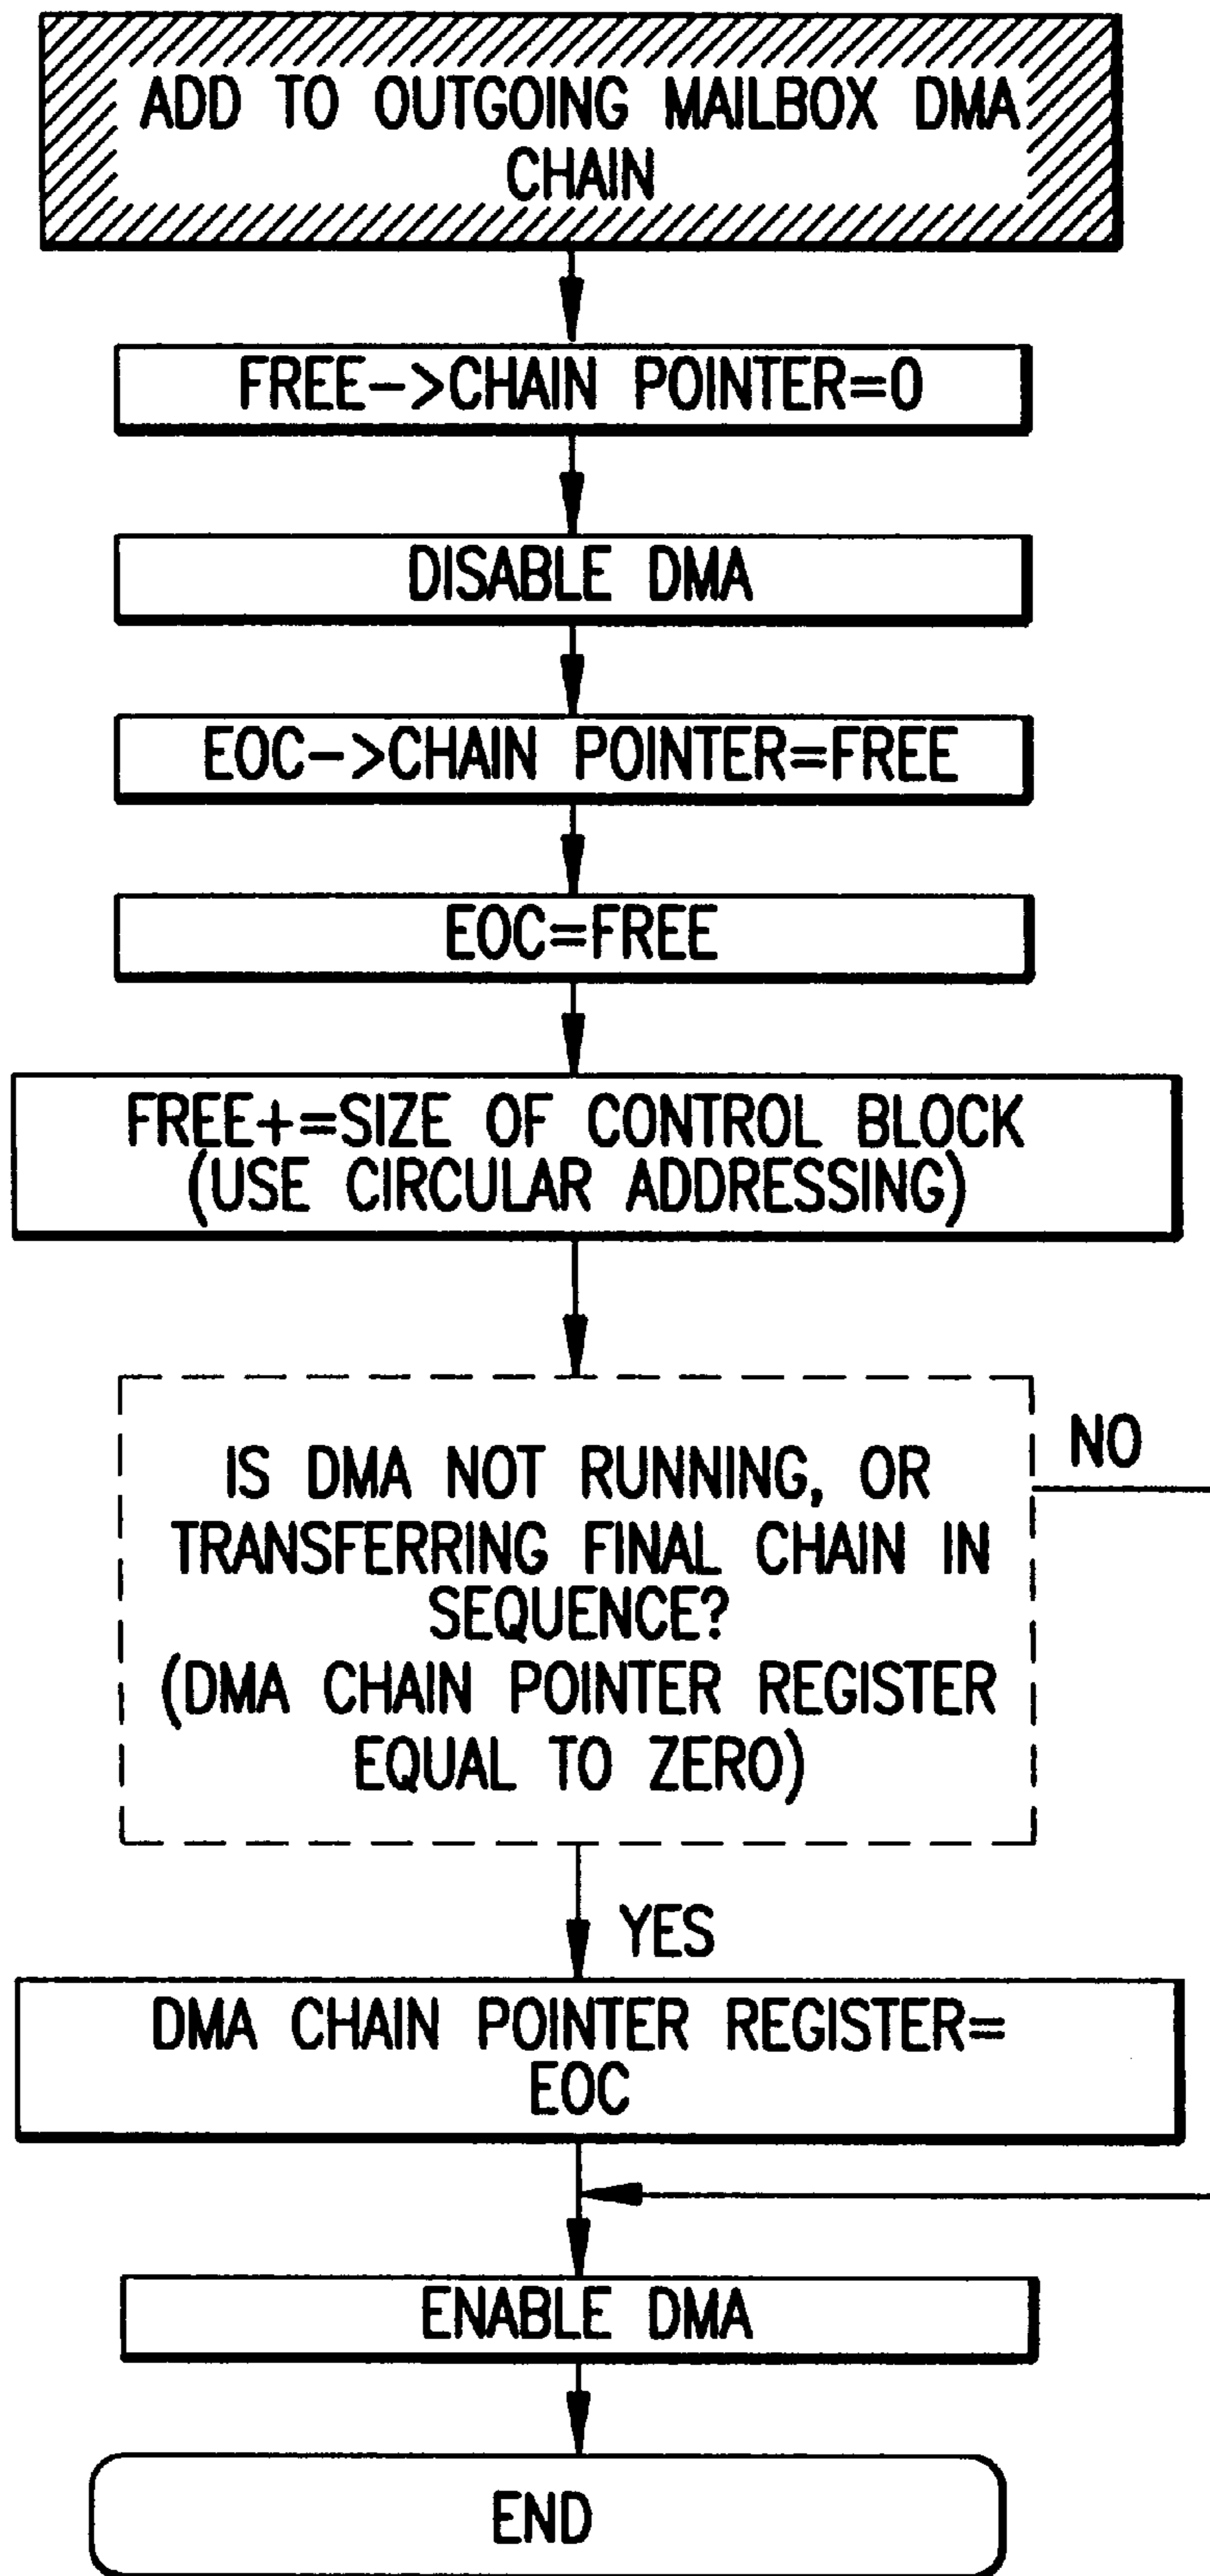 ADD TO OUTGOING MAILBOX DMA
CHAIN
FREE->CHAIN POINTER=0
DISABLE DMA
EOC->CHAIN POINTER=FREE
EOC=FREE
FREE+=SIZE OF CONTROL BLOCK
(USE CIRCULAR ADDRESSING)
IS DMA NOT RUNNING, OR
TRANSFERRING FINAL CHAIN IN
SEQUENCE?
(DMA CHAIN POINTER REGISTER
EQUAL TO ZERO)
NO
YES
DMA CHAIN POINTER REGISTER=
EOC
ENABLE DMA
END